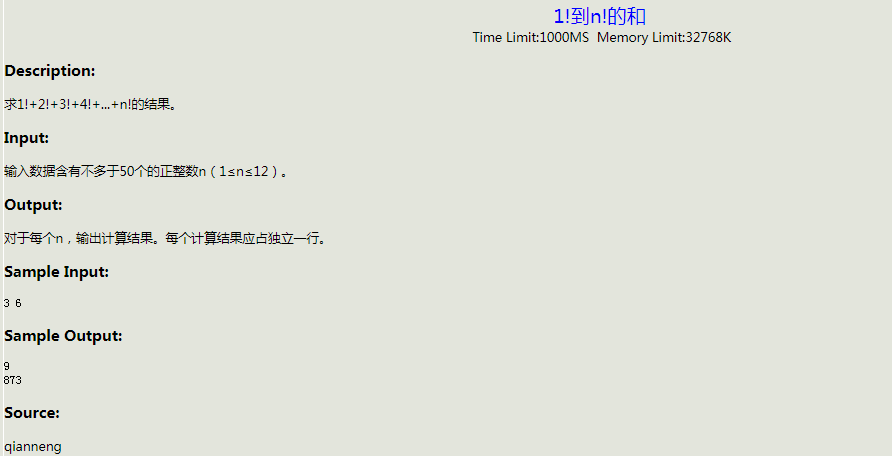 1!到n!的和
Time Limit:1000MS  Memory Limit:32768K
Description:
求1!+2!+3!+4!+...+n!的结果。
Input:
输入数据含有不多于50个的正整数n（1≤n≤12）。
Output:
对于每个n，输出计算结果。每个计算结果应占独立一行。
Sample Input:
3 6
Sample Output:
9
873
Source:
qianneng